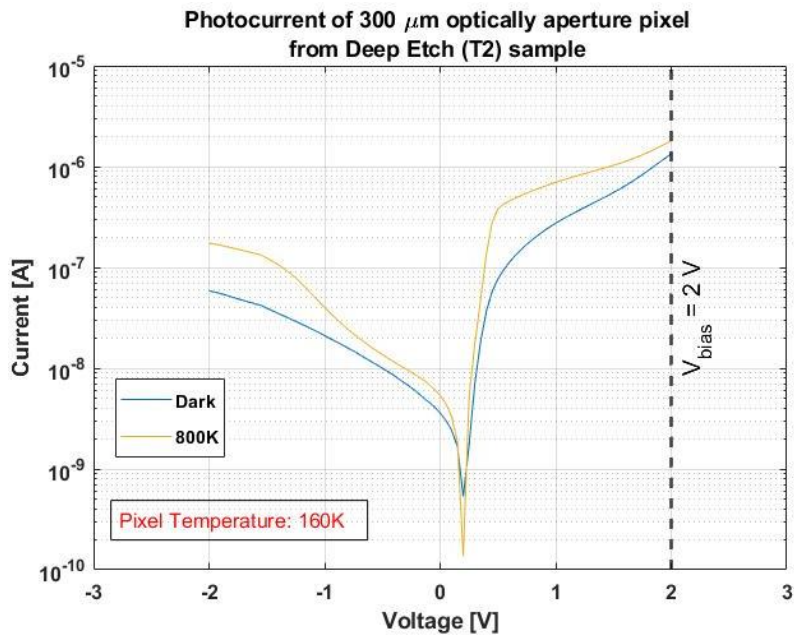 Photocurrent of 300 μm optically aperture pixel
from Deep Etch (T2) sample
Current [A]
10^-5
10^-6
10^-7
10^-8
10^-9
10^-10
Dark
800K
Pixel Temperature: 160K
V_bias = 2 V
-3 -2 -1 0 1 2 3
Voltage [V]